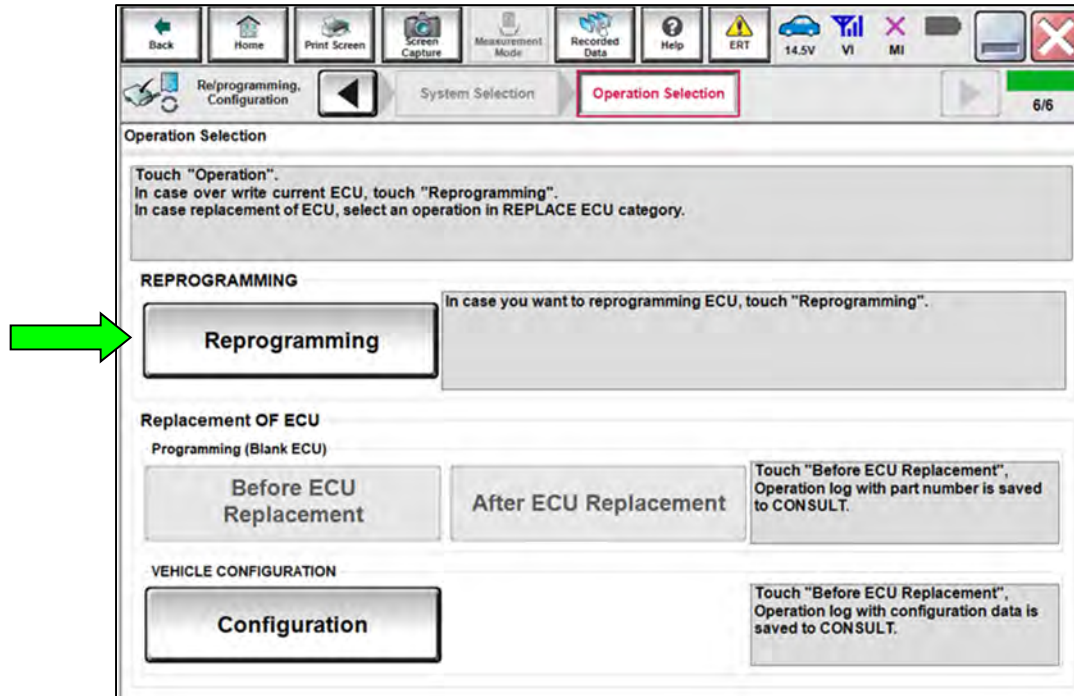 Back
Home
Print Screen
Screen
Capture
Measurement
Mode
Recorded
Data
Help
ERT
14.5V
VI
MI
Re/programming,
Configuration
System Selection
Operation Selection
6/6
Operation Selection
Touch "Operation".
In case over write current ECU, touch "Reprogramming".
In case replacement of ECU, select an operation in REPLACE ECU category.
REPROGRAMMING
Reprogramming
In case you want to reprogramming ECU, touch "Reprogramming".
Replacement OF ECU
Programming (Blank ECU)
Before ECU
Replacement
After ECU Replacement
Touch "Before ECU Replacement",
Operation log with part number is saved
to CONSULT.
VEHICLE CONFIGURATION
Configuration
Touch "Before ECU Replacement",
Operation log with configuration data is
saved to CONSULT.